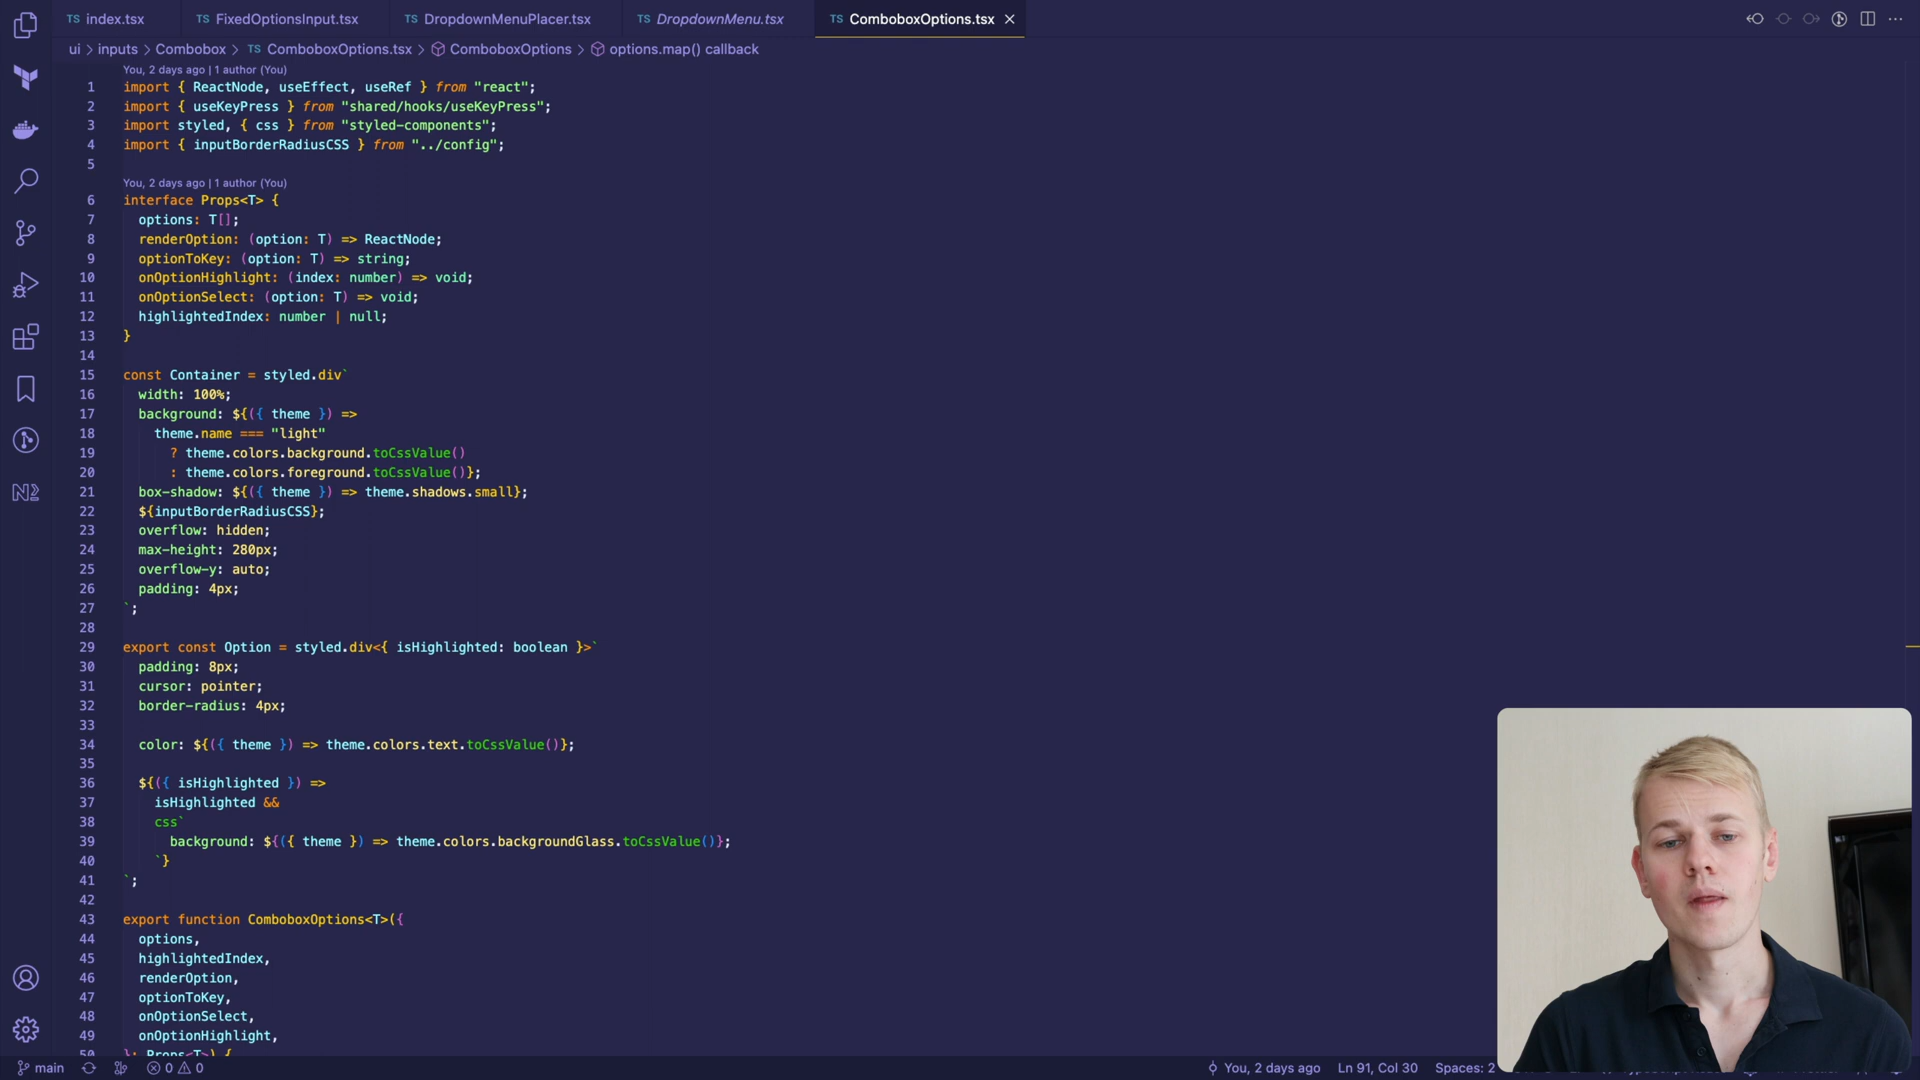 TS index.tsx TS FixedOptionsInput.tsx TS DropdownMenuPlacer.tsx TS DropdownMenu.tsx TS ComboboxOptions.tsx
ui > inputs > Combobox > TS ComboboxOptions.tsx > ComboboxOptions > options.map() callback
You, 2 days ago | 1 author (You)
1 import { ReactNode, useEffect, useRef } from "react";
2 import { useKeyPress } from "shared/hooks/useKeyPress";
3 import styled, { css } from "styled-components";
4 import { inputBorderRadiusCSS } from "../config";
5
You, 2 days ago | 1 author (You)
6 interface Props<T> {
7 options: T[];
8 renderOption: (option: T) => ReactNode;
9 optionToKey: (option: T) => string;
10 onOptionHighlight: (index: number) => void;
11 onOptionSelect: (option: T) => void;
12 highlightedIndex: number | null;
13 }
14
15 const Container = styled.div`
16 width: 100%;
17 background: ${({ theme }) =>
18 theme.name === "light"
19 ? theme.colors.background.toCssValue()
20 : theme.colors.foreground.toCssValue()};
21 box-shadow: ${({ theme }) => theme.shadows.small};
22 ${inputBorderRadiusCSS};
23 overflow: hidden;
24 max-height: 280px;
25 overflow-y: auto;
26 padding: 4px;
27 `;
28
29 export const Option = styled.div<{ isHighlighted: boolean }>`
30 padding: 8px;
31 cursor: pointer;
32 border-radius: 4px;
33
34 color: ${({ theme }) => theme.colors.text.toCssValue()};
35
36 ${({ isHighlighted }) =>
37 isHighlighted &&
38 css`
39 background: ${({ theme }) => theme.colors.backgroundGlass.toCssValue()};
40 `}
41 `;
42
43 export function ComboboxOptions<T>({
44 options,
45 highlightedIndex,
46 renderOption,
47 optionToKey,
48 onOptionSelect,
49 onOptionHighlight,
50 }: Props<T>) {
main 0 0 You, 2 days ago Ln 91, Col 30 Spaces: 2